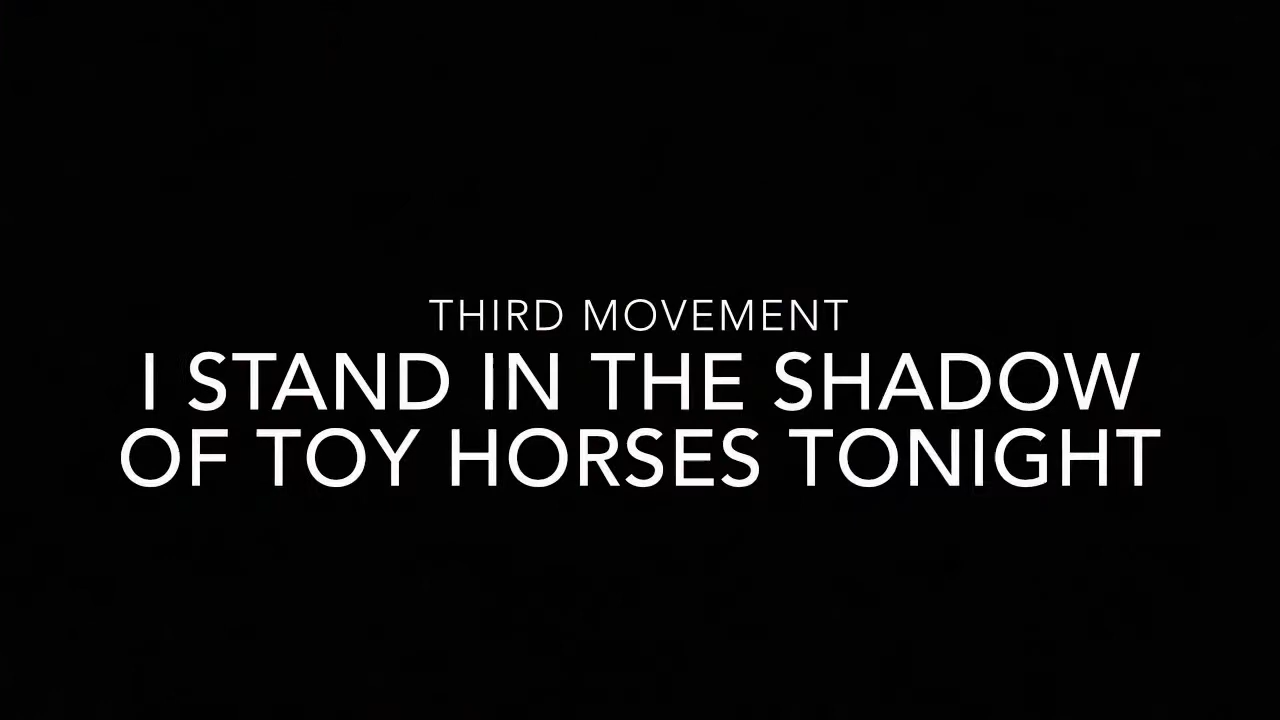 THIRD MOVEMENT
I STAND IN THE SHADOW
OF TOY HORSES TONIGHT